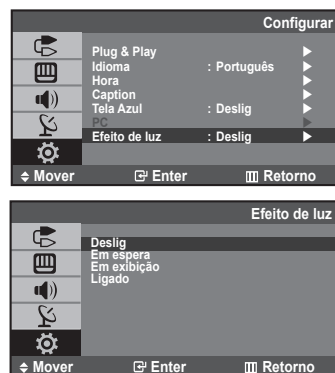 Configurar
Plug & Play
Idioma : Português
Hora
Caption
Tela Azul : Deslig
PC
Efeito de luz : Deslig
Mover Enter Retorno
Efeito de luz
Deslig
Em espera
Em exibição
Ligado
Mover Enter Retorno